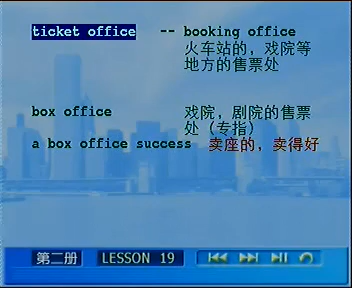 ticket office -- booking office
火车站的，戏院等
地方的售票处
box office 戏院，剧院的售票
处（专指）
a box office success 卖座的，卖得好
第二册 LESSON 19